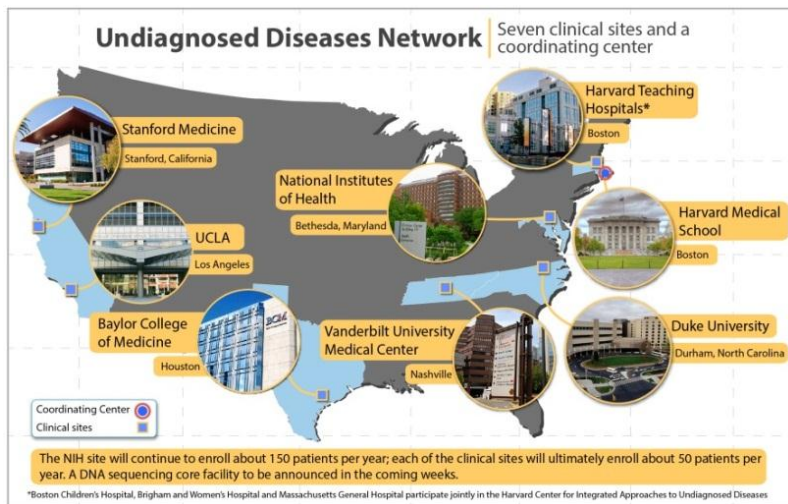 Undiagnosed Diseases Network
Seven clinical sites and a
coordinating center
Stanford Medicine
Stanford, California
UCLA
Los Angeles
Baylor College
of Medicine
Houston
BCM
National Institutes
of Health
Bethesda, Maryland
Vanderbilt University
Medical Center
Nashville
Harvard Teaching
Hospitals*
Boston
Harvard Medical
School
Boston
Duke University
Durham, North Carolina
Coordinating Center
Clinical sites
The NIH site will continue to enroll about 150 patients per year; each of the clinical sites will ultimately enroll about 50 patients per
year. A DNA sequencing core facility to be announced in the coming weeks.
*Boston Children's Hospital, Brigham and Women's Hospital and Massachusetts General Hospital participate jointly in the Harvard Center for Integrated Approaches to Undiagnosed Diseases